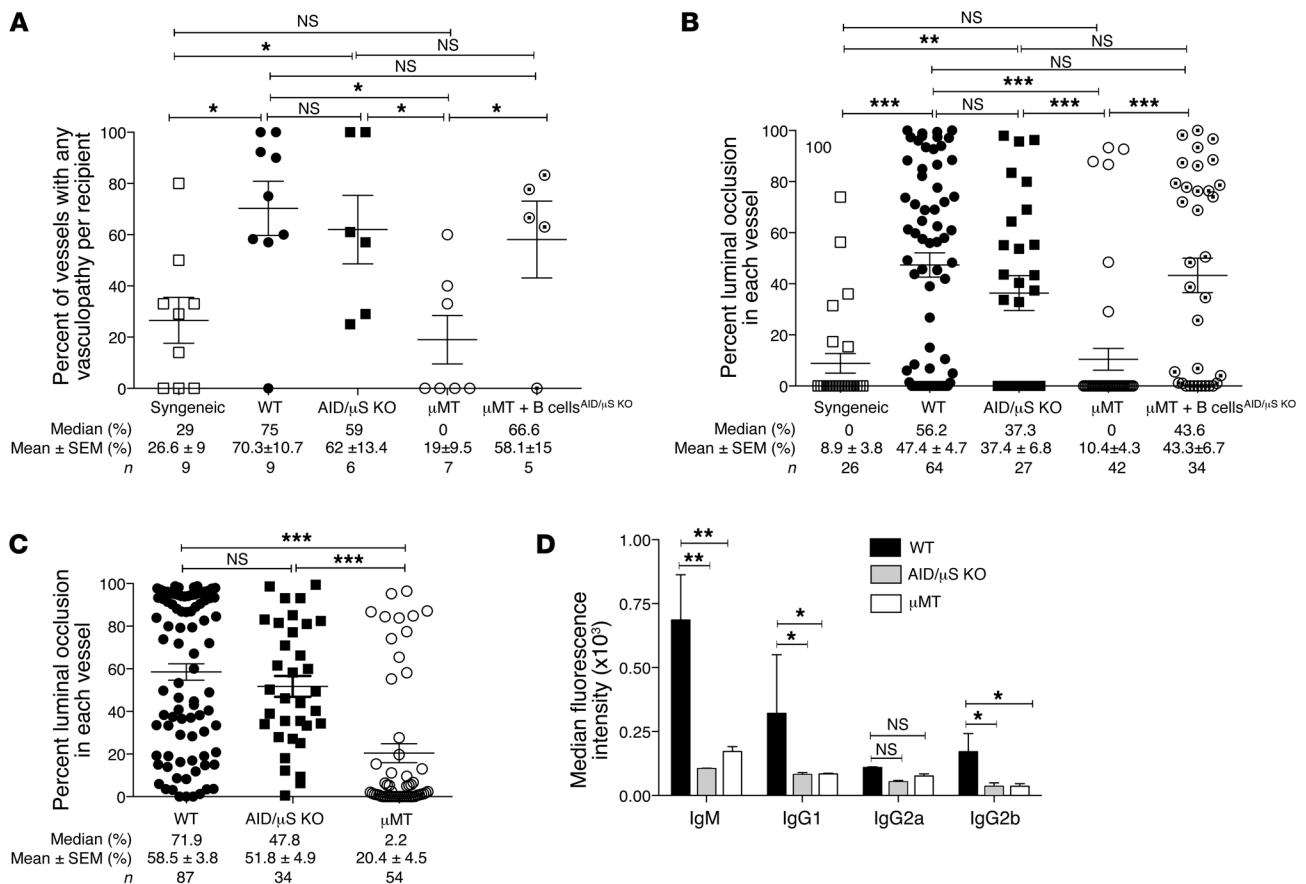 A
NS
*
NS
NS
*
*
NS
*
*
Percent of vessels with any
vasculopathy per recipient
100
80
60
40
20
0
Syngeneic WT AID/μS KO μMT μMT + B cells^AID/μS KO
Median (%) 29 75 59 0 66.6
Mean ± SEM (%) 26.6 ± 9 70.3±10.7 62 ±13.4 19±9.5 58.1±15
n 9 9 6 7 5
B
NS
**
NS
NS
***
***
NS
***
***
Percent luminal occlusion
in each vessel
100
100
80
60
40
20
0
Syngeneic WT AID/μS KO μMT μMT + B cells^AID/μS KO
Median (%) 0 56.2 37.3 0 43.6
Mean ± SEM (%) 8.9 ± 3.8 47.4 ± 4.7 37.4 ± 6.8 10.4±4.3 43.3±6.7
n 26 64 27 42 34
C
***
NS
***
Percent luminal occlusion
in each vessel
100
80
60
40
20
0
WT AID/μS KO μMT
Median (%) 71.9 47.8 2.2
Mean ± SEM (%) 58.5 ± 3.8 51.8 ± 4.9 20.4 ± 4.5
n 87 34 54
D
WT
AID/μS KO
μMT
Median fluorescence
intensity (x10³)
1.00
0.75
0.50
0.25
0.00
**
**
*
*
NS
NS
*
*
IgM IgG1 IgG2a IgG2b